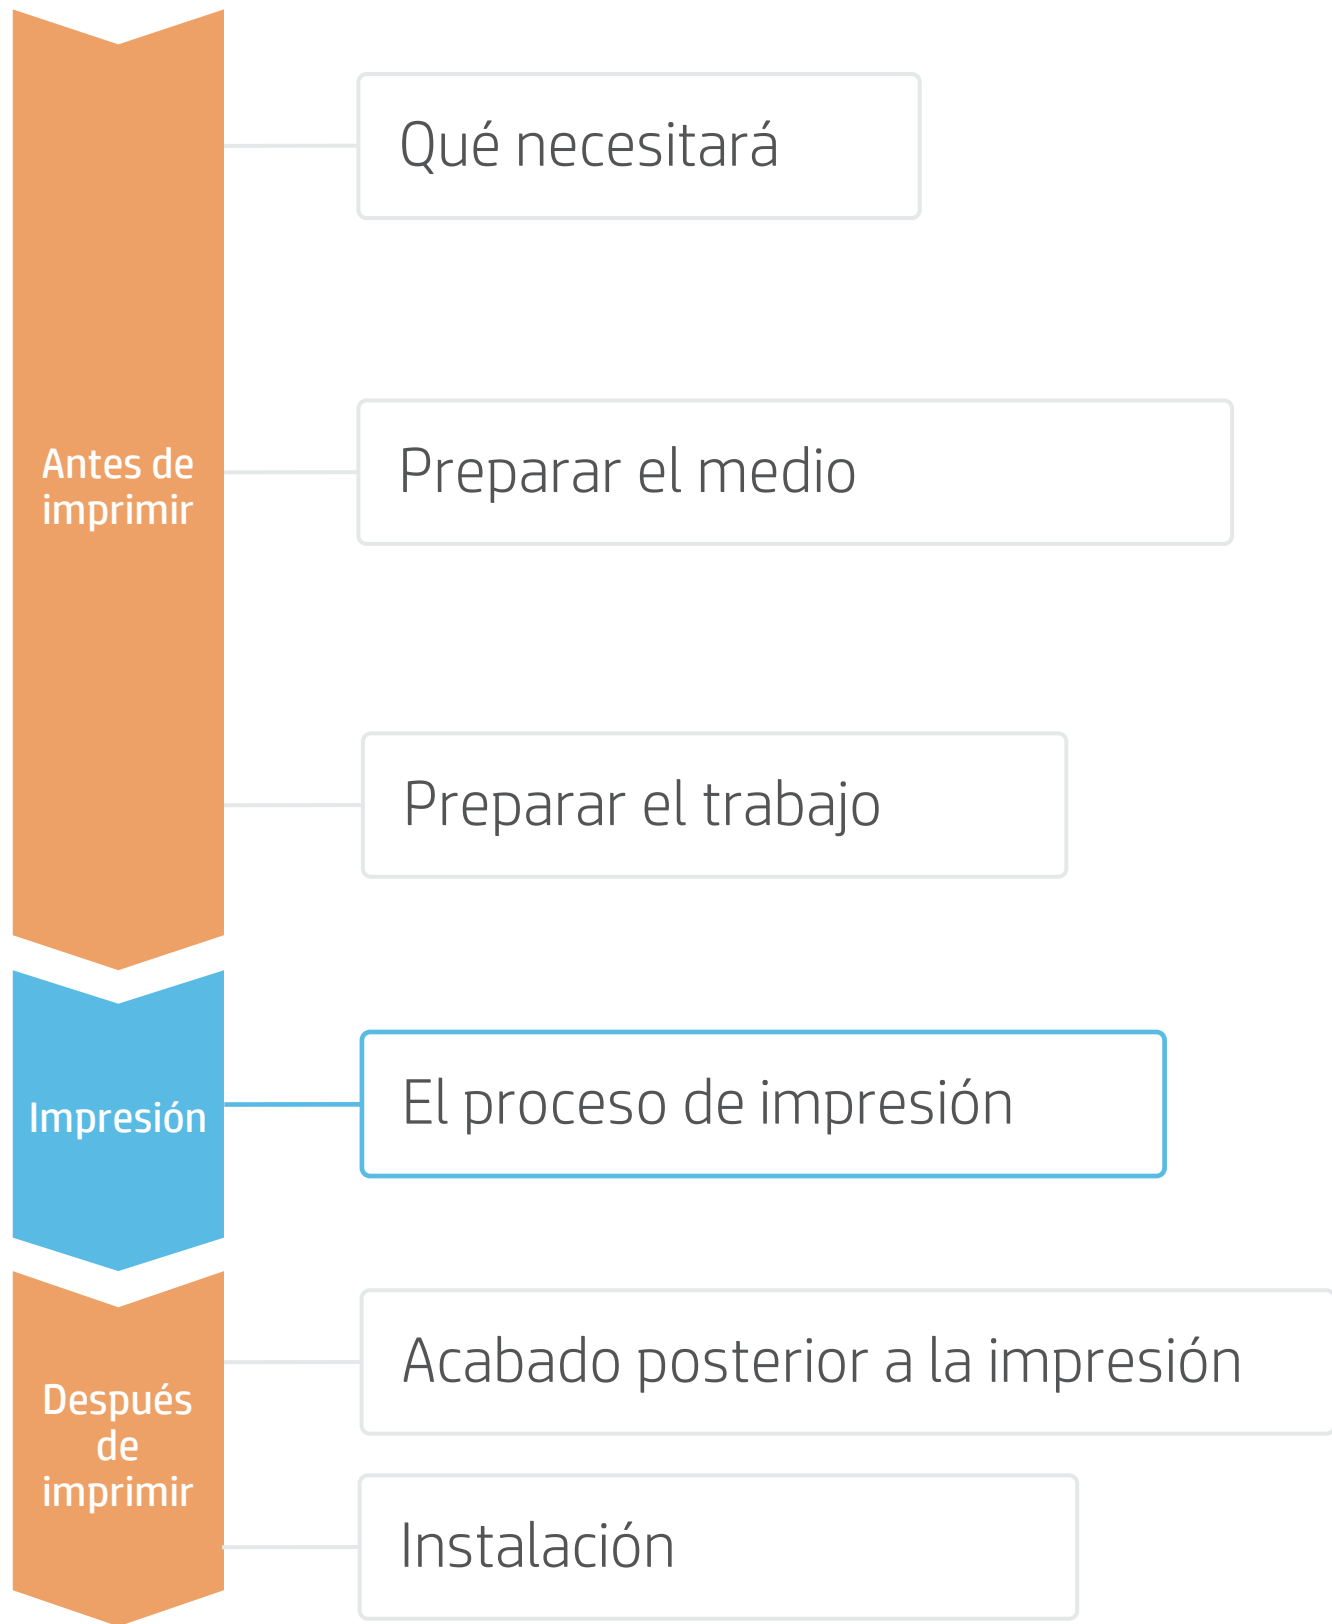 Qué necesitará
Antes de
imprimir
Preparar el medio
Preparar el trabajo
Impresión
El proceso de impresión
Después
de
imprimir
Acabado posterior a la impresión
Instalación